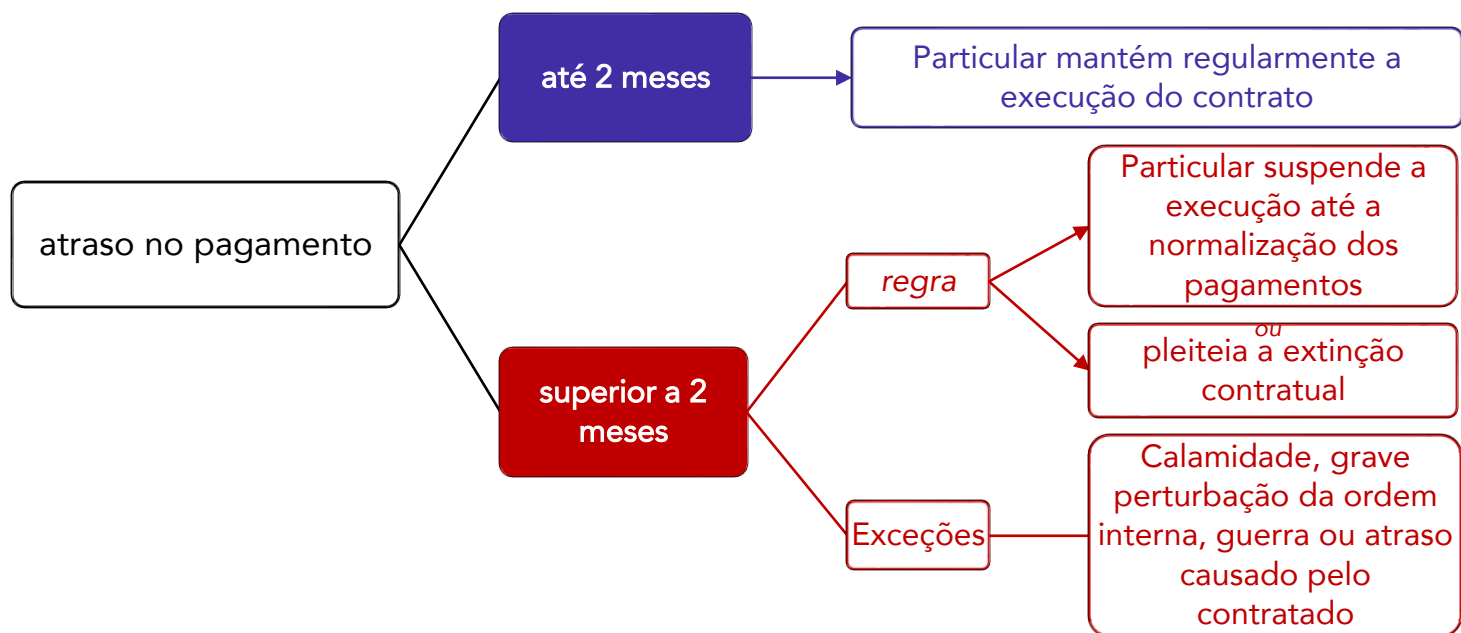 até 2 meses
Particular mantém regularmente a
execução do contrato
atraso no pagamento
superior a 2
meses
regra
Particular suspende a
execução até a
normalização dos
pagamentos
ou
pleiteia a extinção
contratual
Exceções
Calamidade, grave
perturbação da ordem
interna, guerra ou atraso
causado pelo
contratado